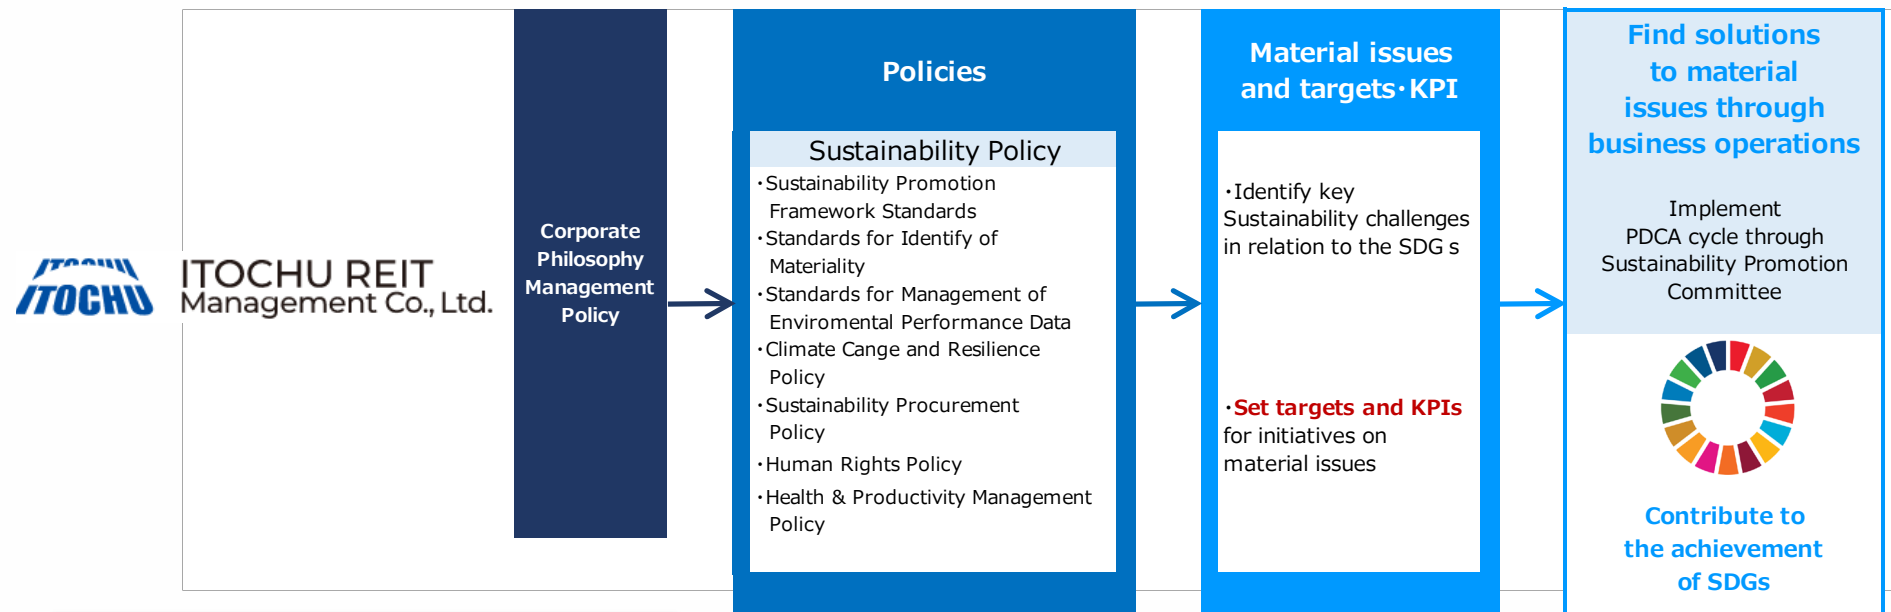 ITOCHU
ITOCHU REIT
Management Co., Ltd.
Corporate
Philosophy
Management
Policy
Policies
Sustainability Policy
・Sustainability Promotion
Framework Standards
・Standards for Identify of
Materiality
・Standards for Management of
Enviromental Performance Data
・Climate Cange and Resilience
Policy
・Sustainability Procurement
Policy
・Human Rights Policy
・Health & Productivity Management
Policy
Material issues
and targets・KPI
・Identify key
Sustainability challenges
in relation to the SDG s
・Set targets and KPIs
for initiatives on
material issues
Find solutions
to material
issues through
business operations
Implement
PDCA cycle through
Sustainability Promotion
Committee
Contribute to
the achievement
of SDGs